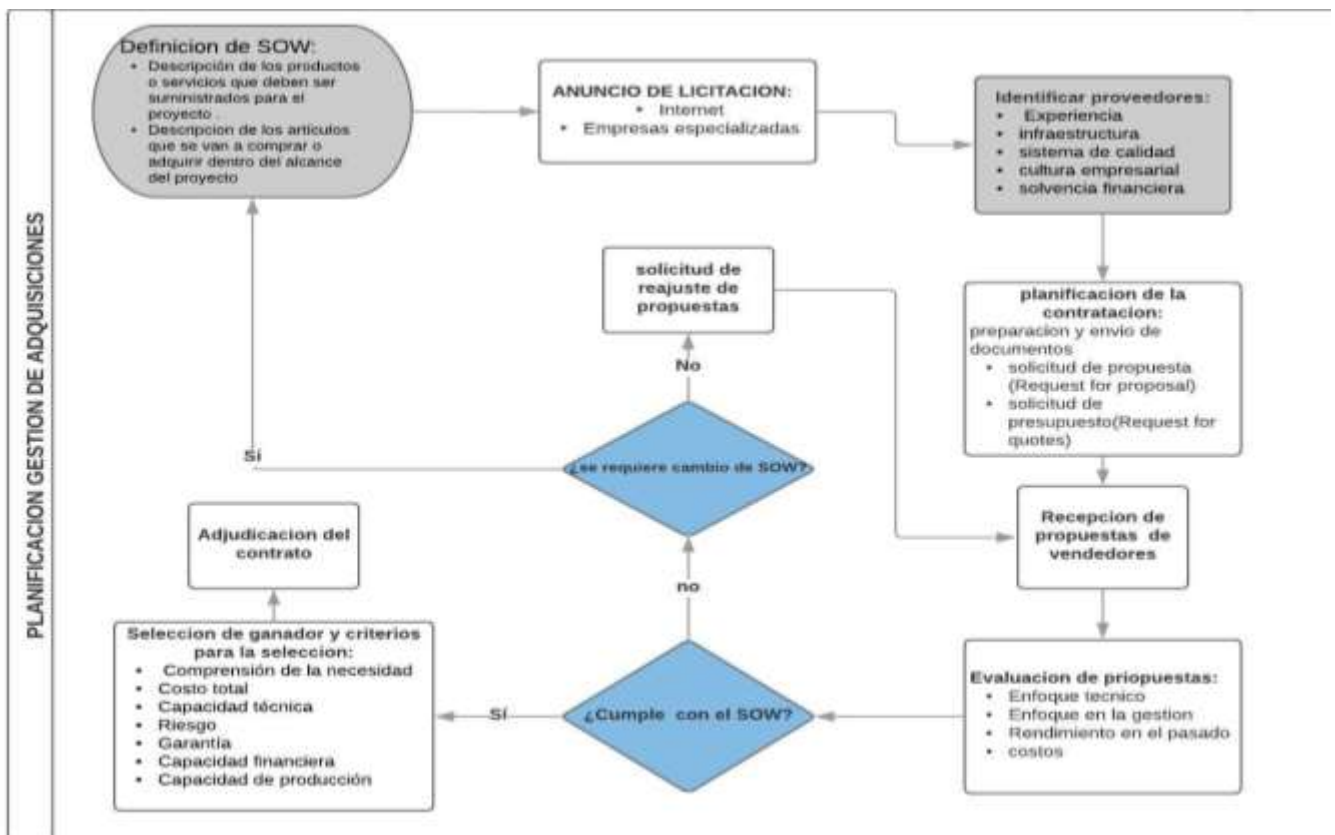 PLANIFICACION GESTION DE ADQUISICIONES
Definicion de SOW:
• Descripción de los productos
o servicios que deben ser
suministrados para el
proyecto .
• Descripcion de los artículos
que se van a comprar o
adquirir dentro del alcance
del proyecto
ANUNCIO DE LICITACION:
• Internet
• Empresas especializadas
Identificar proveedores:
• Experiencia
• infraestructura
• sistema de calidad
• cultura empresarial
• solvencia financiera
planificacion de la
contratacion:
preparacion y envio de
documentos
• solicitud de propuesta
(Request for proposal)
• solicitud de
presupuesto(Request for
quotes)
Recepcion de
propuestas de
vendedores
Evaluacion de priopuestas:
• Enfoque tecnico
• Enfoque en la gestion
• Rendimiento en el pasado
• costos
¿Cumple con el SOW?
Sí
no
¿se requiere cambio de SOW?
Sí
No
solicitud de
reajuste de
propuestas
Seleccion de ganador y criterios
para la seleccion:
• Comprensión de la necesidad
• Costo total
• Capacidad técnica
• Riesgo
• Garantía
• Capacidad financiera
• Capacidad de producción
Adjudicacion del
contrato